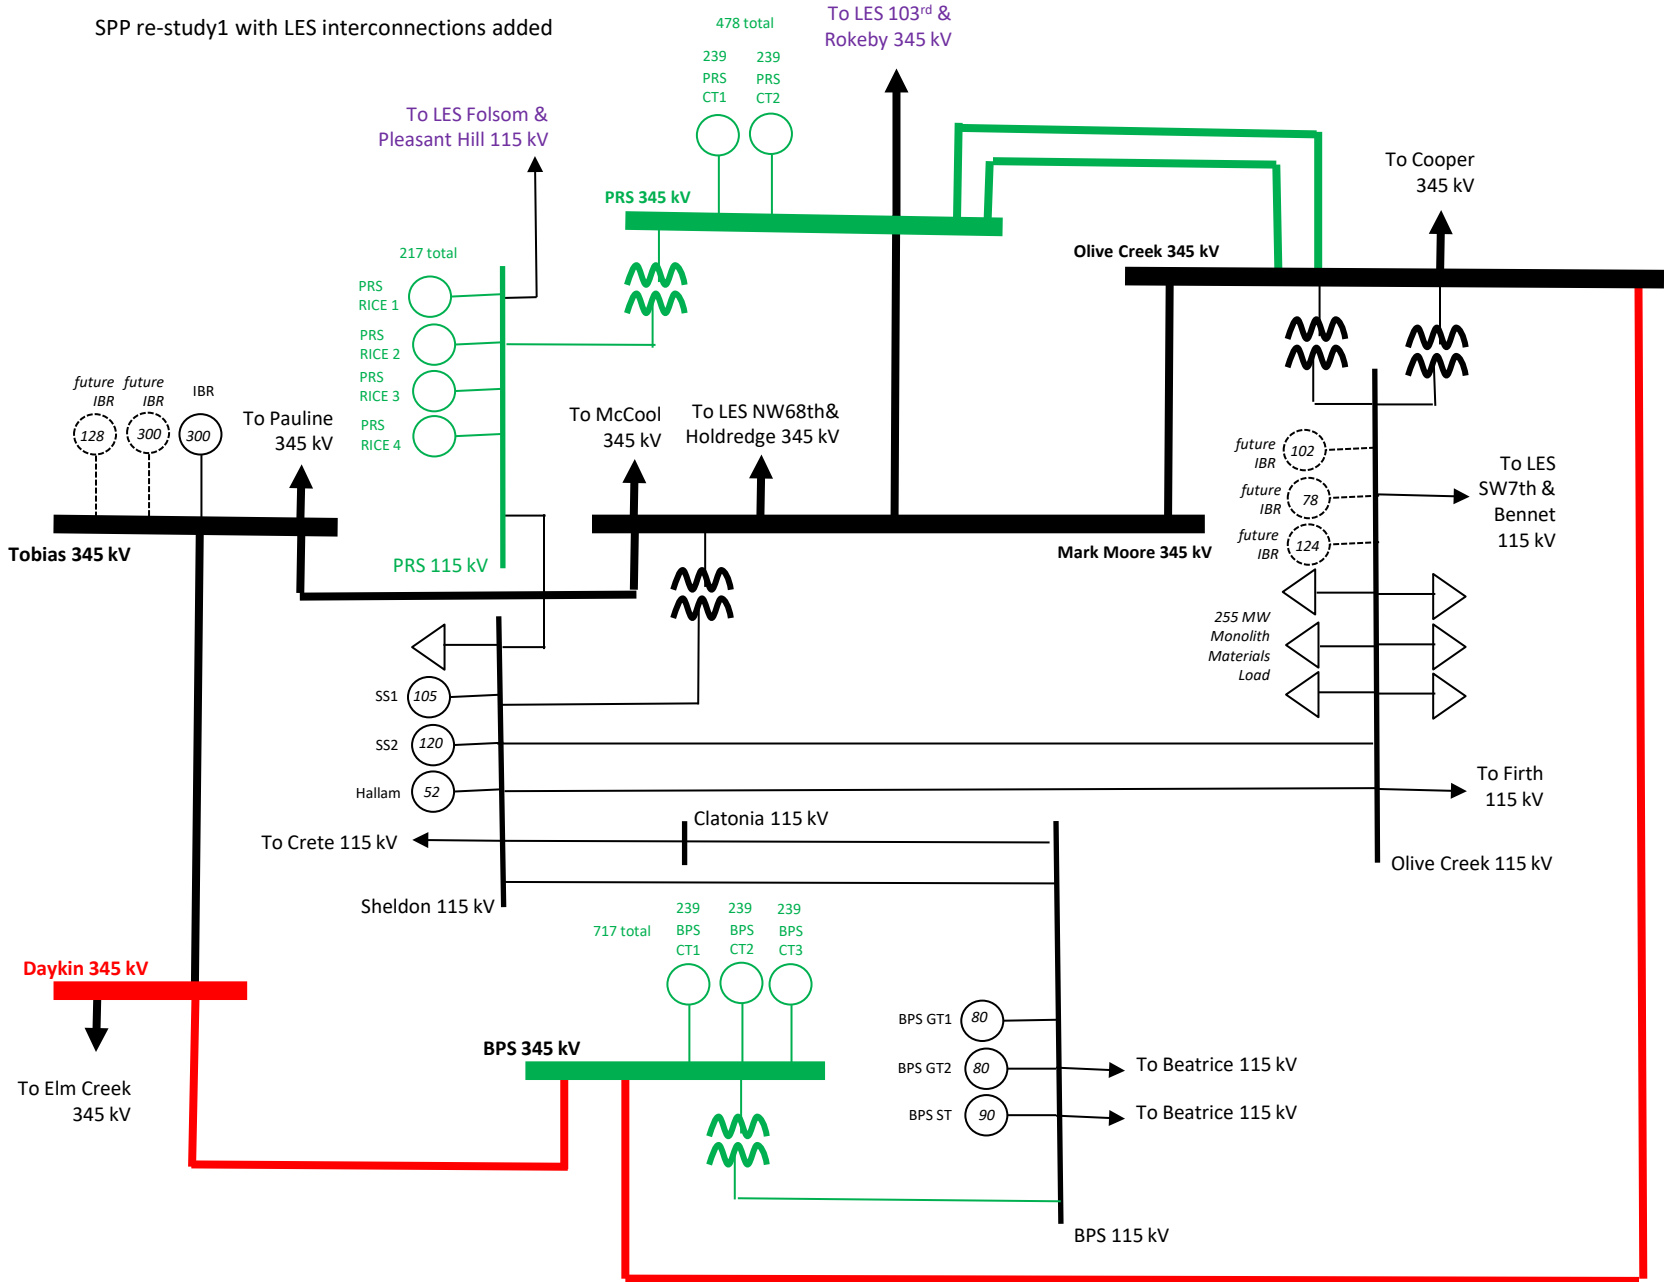 SPP re-study1 with LES interconnections added
478 total
To LES 103rd &
Rokeby 345 kV
239
PRS
CT1
239
PRS
CT2
To LES Folsom &
Pleasant Hill 115 kV
To Cooper
345 kV
PRS 345 kV
Olive Creek 345 kV
217 total
PRS
RICE 1
PRS
RICE 2
PRS
RICE 3
PRS
RICE 4
future
IBR
128
future
IBR
300
IBR
300
To Pauline
345 kV
To McCool
345 kV
To LES NW68th&
Holdredge 345 kV
future
IBR
102
future
IBR
78
future
IBR
124
To LES
SW7th &
Bennet
115 kV
Tobias 345 kV
PRS 115 kV
Mark Moore 345 kV
255 MW
Monolith
Materials
Load
SS1
105
SS2
120
Hallam
52
To Firth
115 kV
To Crete 115 kV
Clatonia 115 kV
Olive Creek 115 kV
Sheldon 115 kV
717 total
239
BPS
CT1
239
BPS
CT2
239
BPS
CT3
Daykin 345 kV
BPS 345 kV
BPS GT1
80
BPS GT2
80
BPS ST
90
To Beatrice 115 kV
To Beatrice 115 kV
To Elm Creek
345 kV
BPS 115 kV